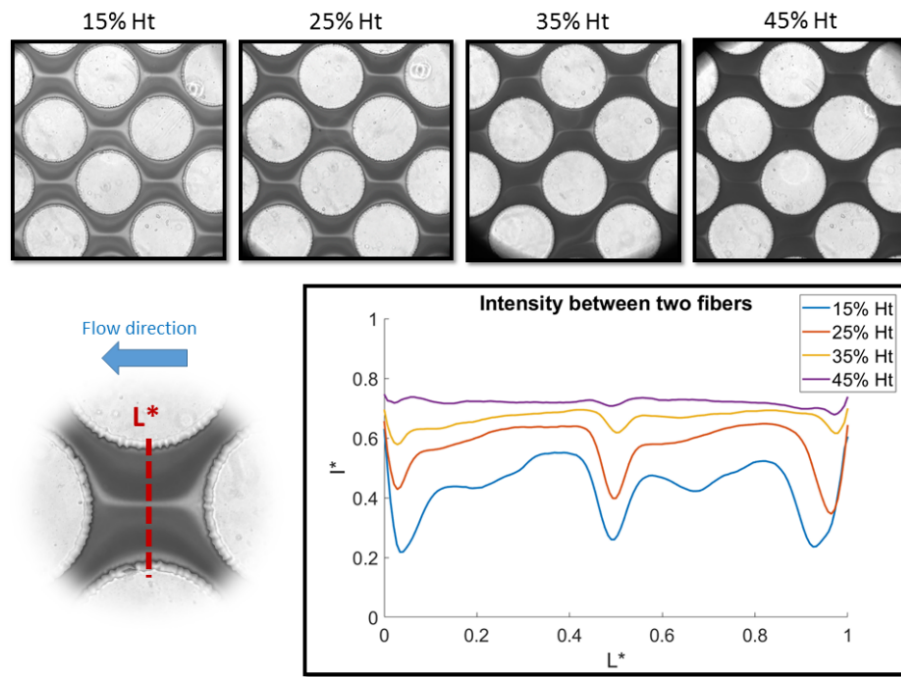 15% Ht
25% Ht
35% Ht
45% Ht
Flow direction
L*
Intensity between two fibers
15% Ht
25% Ht
35% Ht
45% Ht
1
0.8
0.6
0.4
0.2
0
I*
0
0.2
0.4
0.6
0.8
1
L*